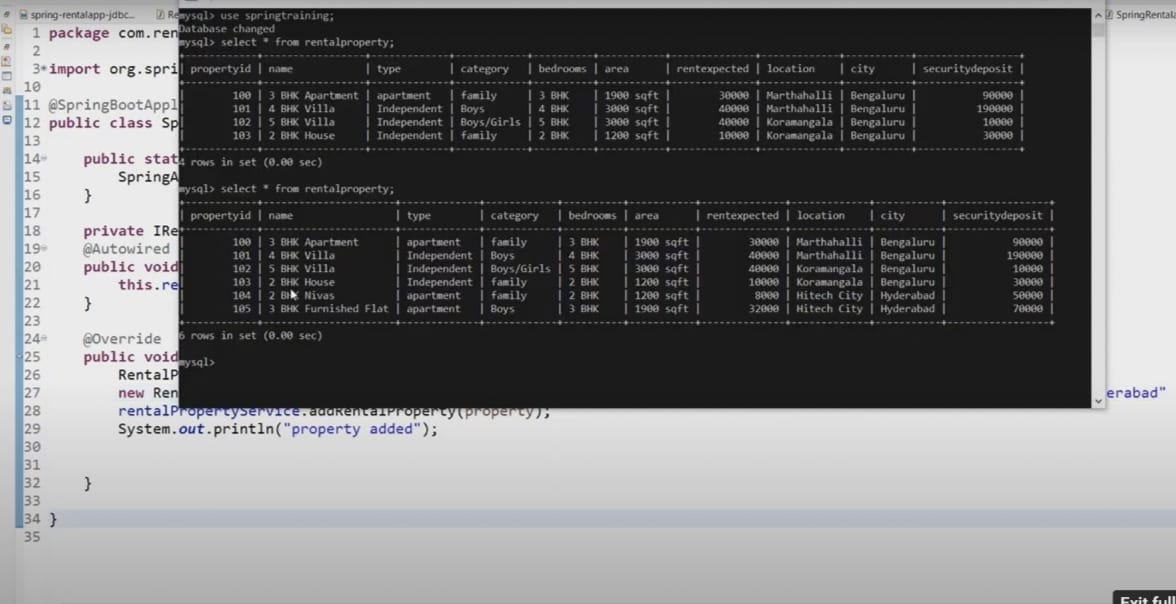 spring-rentalapp-jdbc...
SpringRental
mysql> use springtraining;
Database changed
mysql> select * from rentalproperty;
| propertyid | name | type | category | bedrooms | area | rentexpected | location | city | securitydeposit |
| 100 | 3 BHK Apartment | apartment | family | 3 BHK | 1900 sqft | 30000 | Marthahalli | Bengaluru | 90000 |
| 101 | 4 BHK Villa | Independent | Boys | 4 BHK | 3000 sqft | 40000 | Marthahalli | Bengaluru | 190000 |
| 102 | 5 BHK Villa | Independent | Boys/Girls | 5 BHK | 3000 sqft | 40000 | Koramangala | Bengaluru | 10000 |
| 103 | 2 BHK House | Independent | family | 2 BHK | 1200 sqft | 10000 | Koramangala | Bengaluru | 30000 |
4 rows in set (0.00 sec)
mysql> select * from rentalproperty;
| propertyid | name | type | category | bedrooms | area | rentexpected | location | city | securitydeposit |
| 100 | 3 BHK Apartment | apartment | family | 3 BHK | 1900 sqft | 30000 | Marthahalli | Bengaluru | 90000 |
| 101 | 4 BHK Villa | Independent | Boys | 4 BHK | 3000 sqft | 40000 | Marthahalli | Bengaluru | 190000 |
| 102 | 5 BHK Villa | Independent | Boys/Girls | 5 BHK | 3000 sqft | 40000 | Koramangala | Bengaluru | 10000 |
| 103 | 2 BHK House | Independent | family | 2 BHK | 1200 sqft | 10000 | Koramangala | Bengaluru | 30000 |
| 104 | 2 BHK Nivas | apartment | family | 2 BHK | 1200 sqft | 8000 | Hitech City | Hyderabad | 50000 |
| 105 | 3 BHK Furnished Flat | apartment | Boys | 3 BHK | 1900 sqft | 32000 | Hitech City | Hyderabad | 70000 |
6 rows in set (0.00 sec)
mysql>
1 package com.ren
2
3 import org.spri
10
11 @SpringBootAppl
12 public class Sp
13
14 public stat
15 SpringA
16 }
17
18 private IRe
19 @Autowired
20 public void
21 this.re
22 }
23
24 @Override
25 public void
26 RentalP
27 new Ren erabad"
28 rentalPropertyService.addRentalProperty(property);
29 System.out.println("property added");
30
31
32 }
33
34 }
35
Exit full